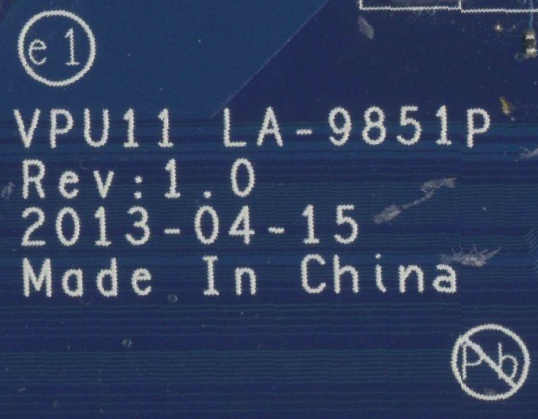 e1
VPU11 LA-9851P
Rev:1.0
2013-04-15
Made In China
Pb